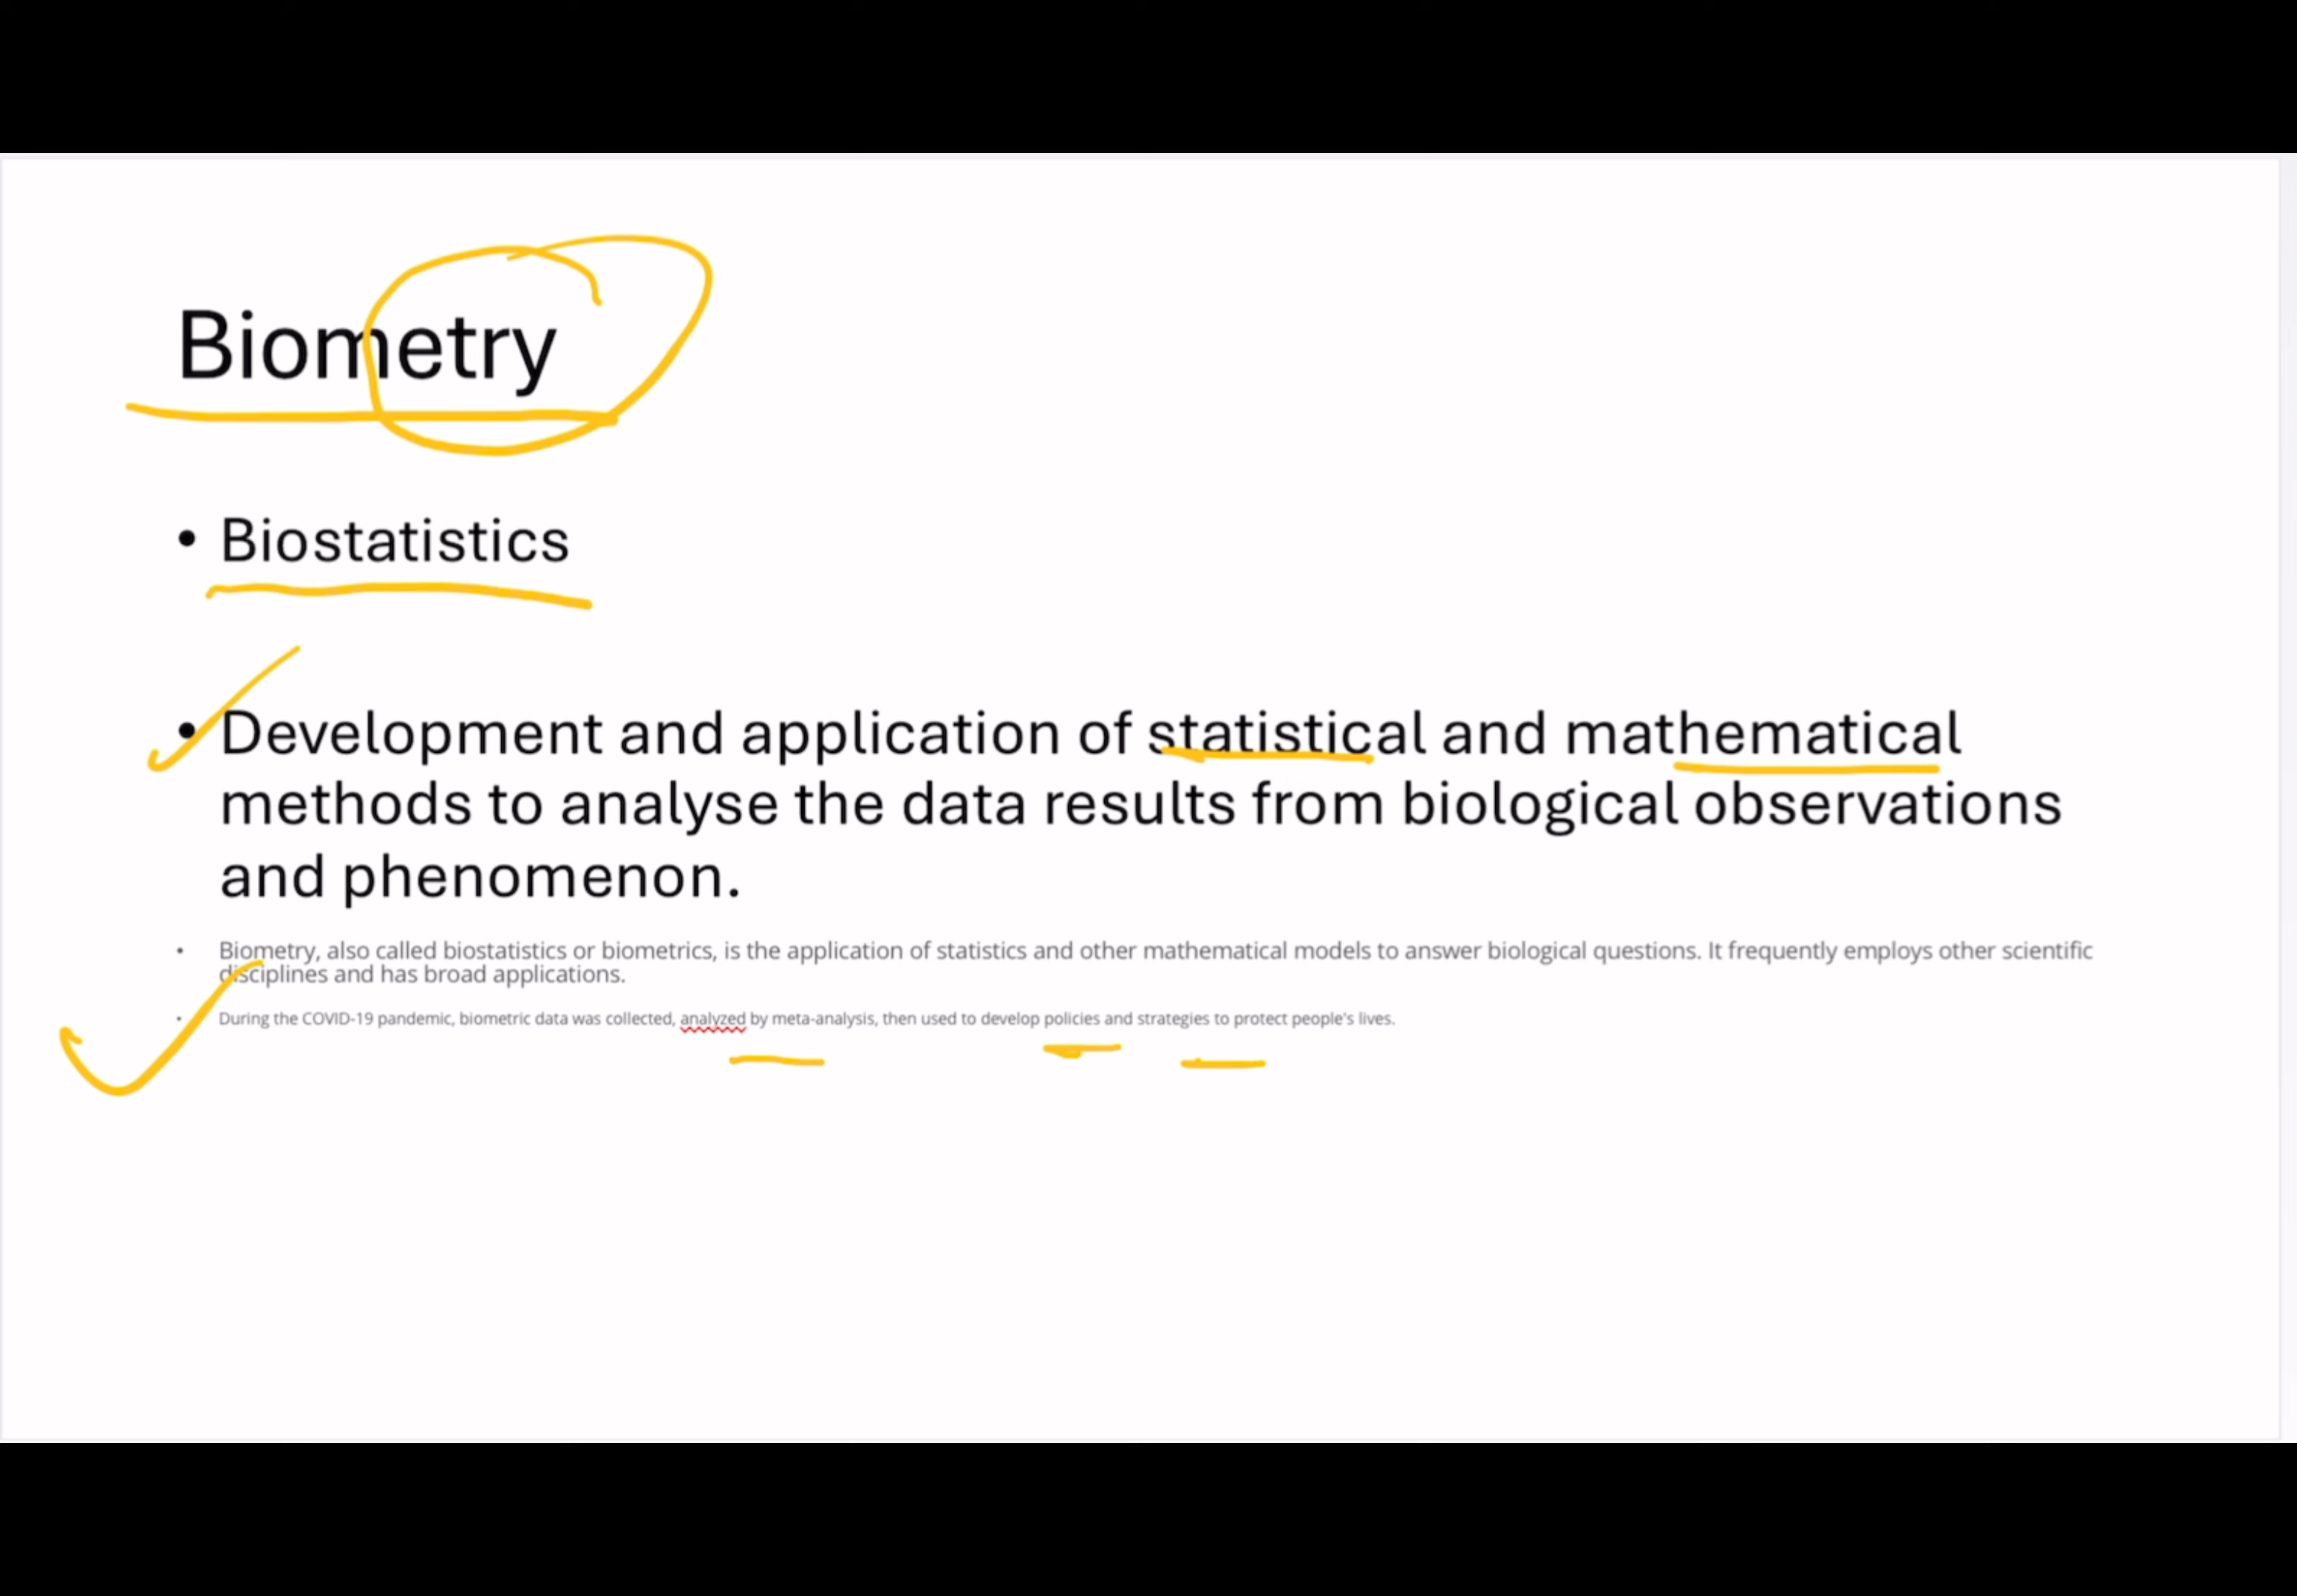 Biometry
• Biostatistics
• Development and application of statistical and mathematical
methods to analyse the data results from biological observations
and phenomenon.
• Biometry, also called biostatistics or biometrics, is the application of statistics and other mathematical models to answer biological questions. It frequently employs other scientific
disciplines and has broad applications.
• During the COVID-19 pandemic, biometric data was collected, analyzed by meta-analysis, then used to develop policies and strategies to protect people's lives.